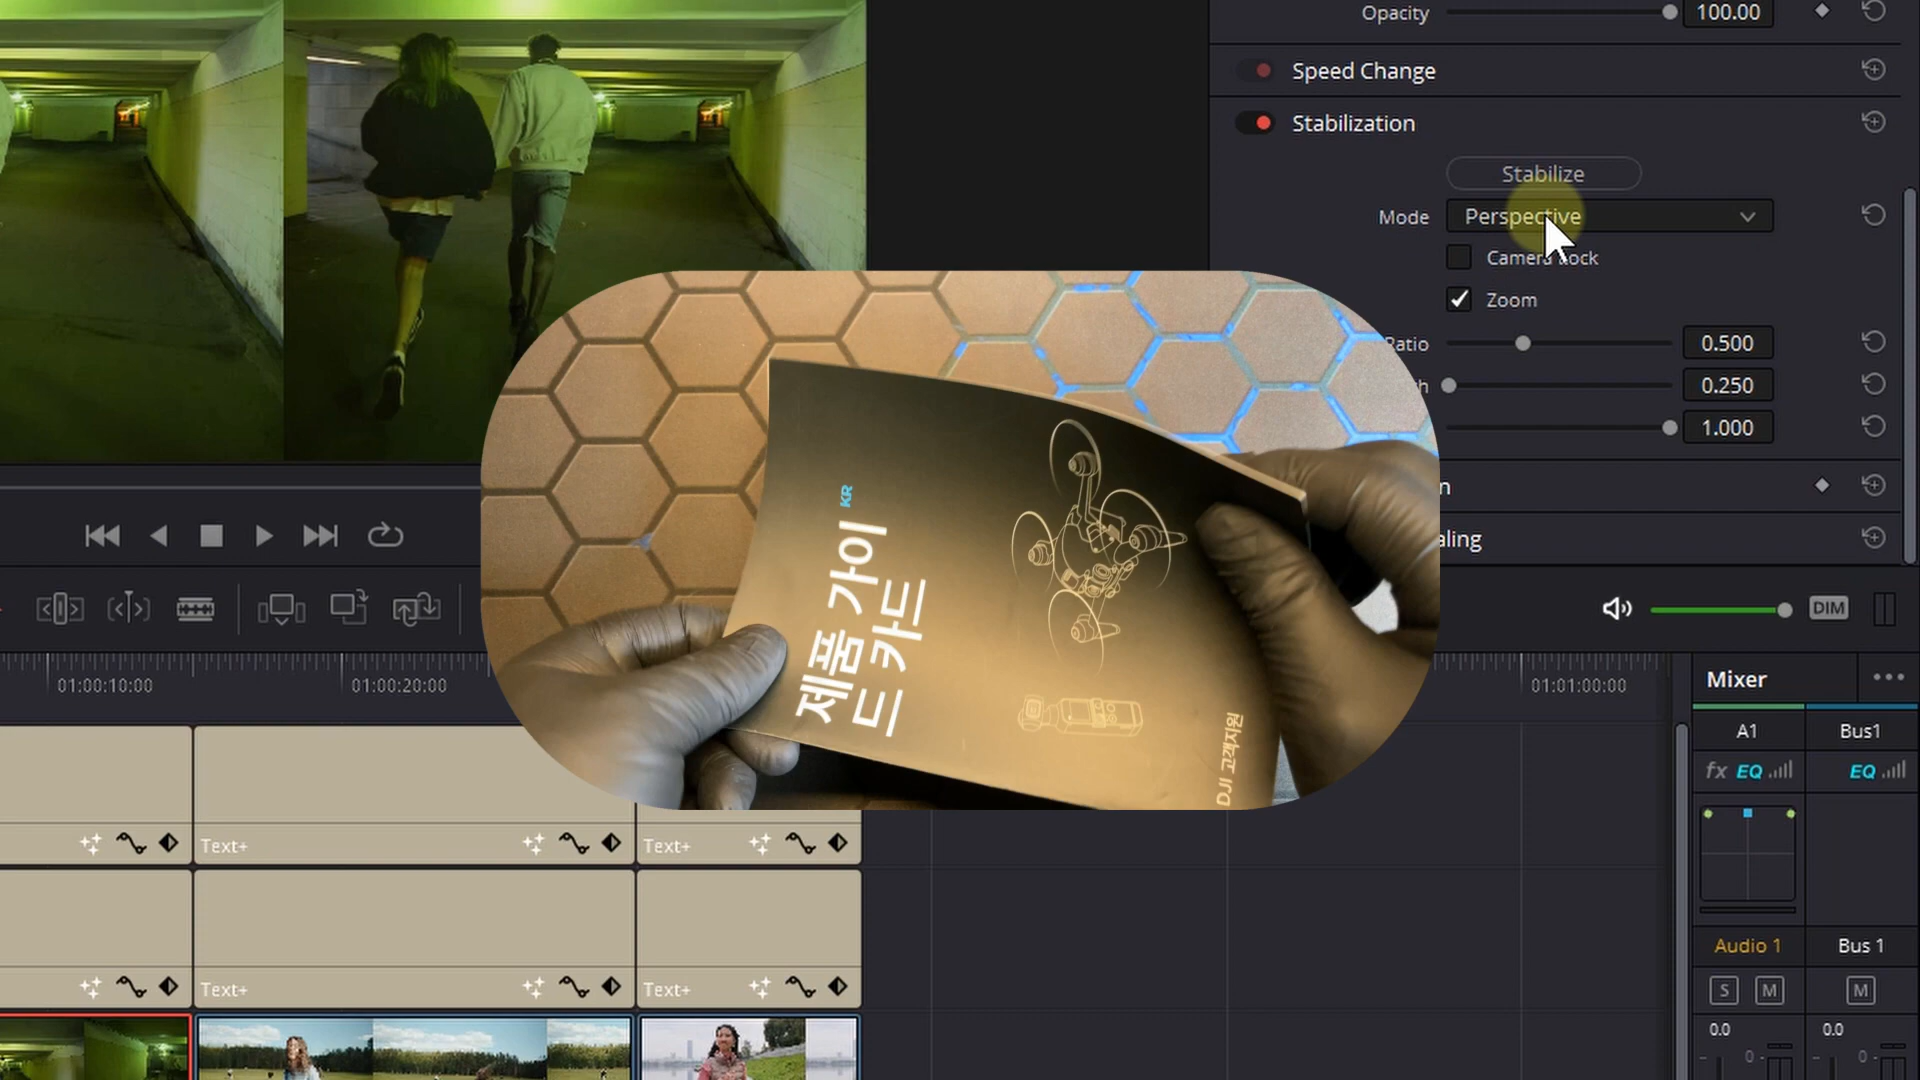 Opacity
100.00
Speed Change
Stabilization
Stabilize
Mode
Perspective
Zoom
0.500
0.250
1.000
DIM
01:00:10:00
01:00:20:00
01:01:00:00
KR
제품 가이
드 카드
DJI 고객지원
Mixer
A1
Bus1
fx EQ
EQ
Text+
Text+
Text+
Text+
Audio 1
Bus 1
S
M
M
0.0
0.0
0
0